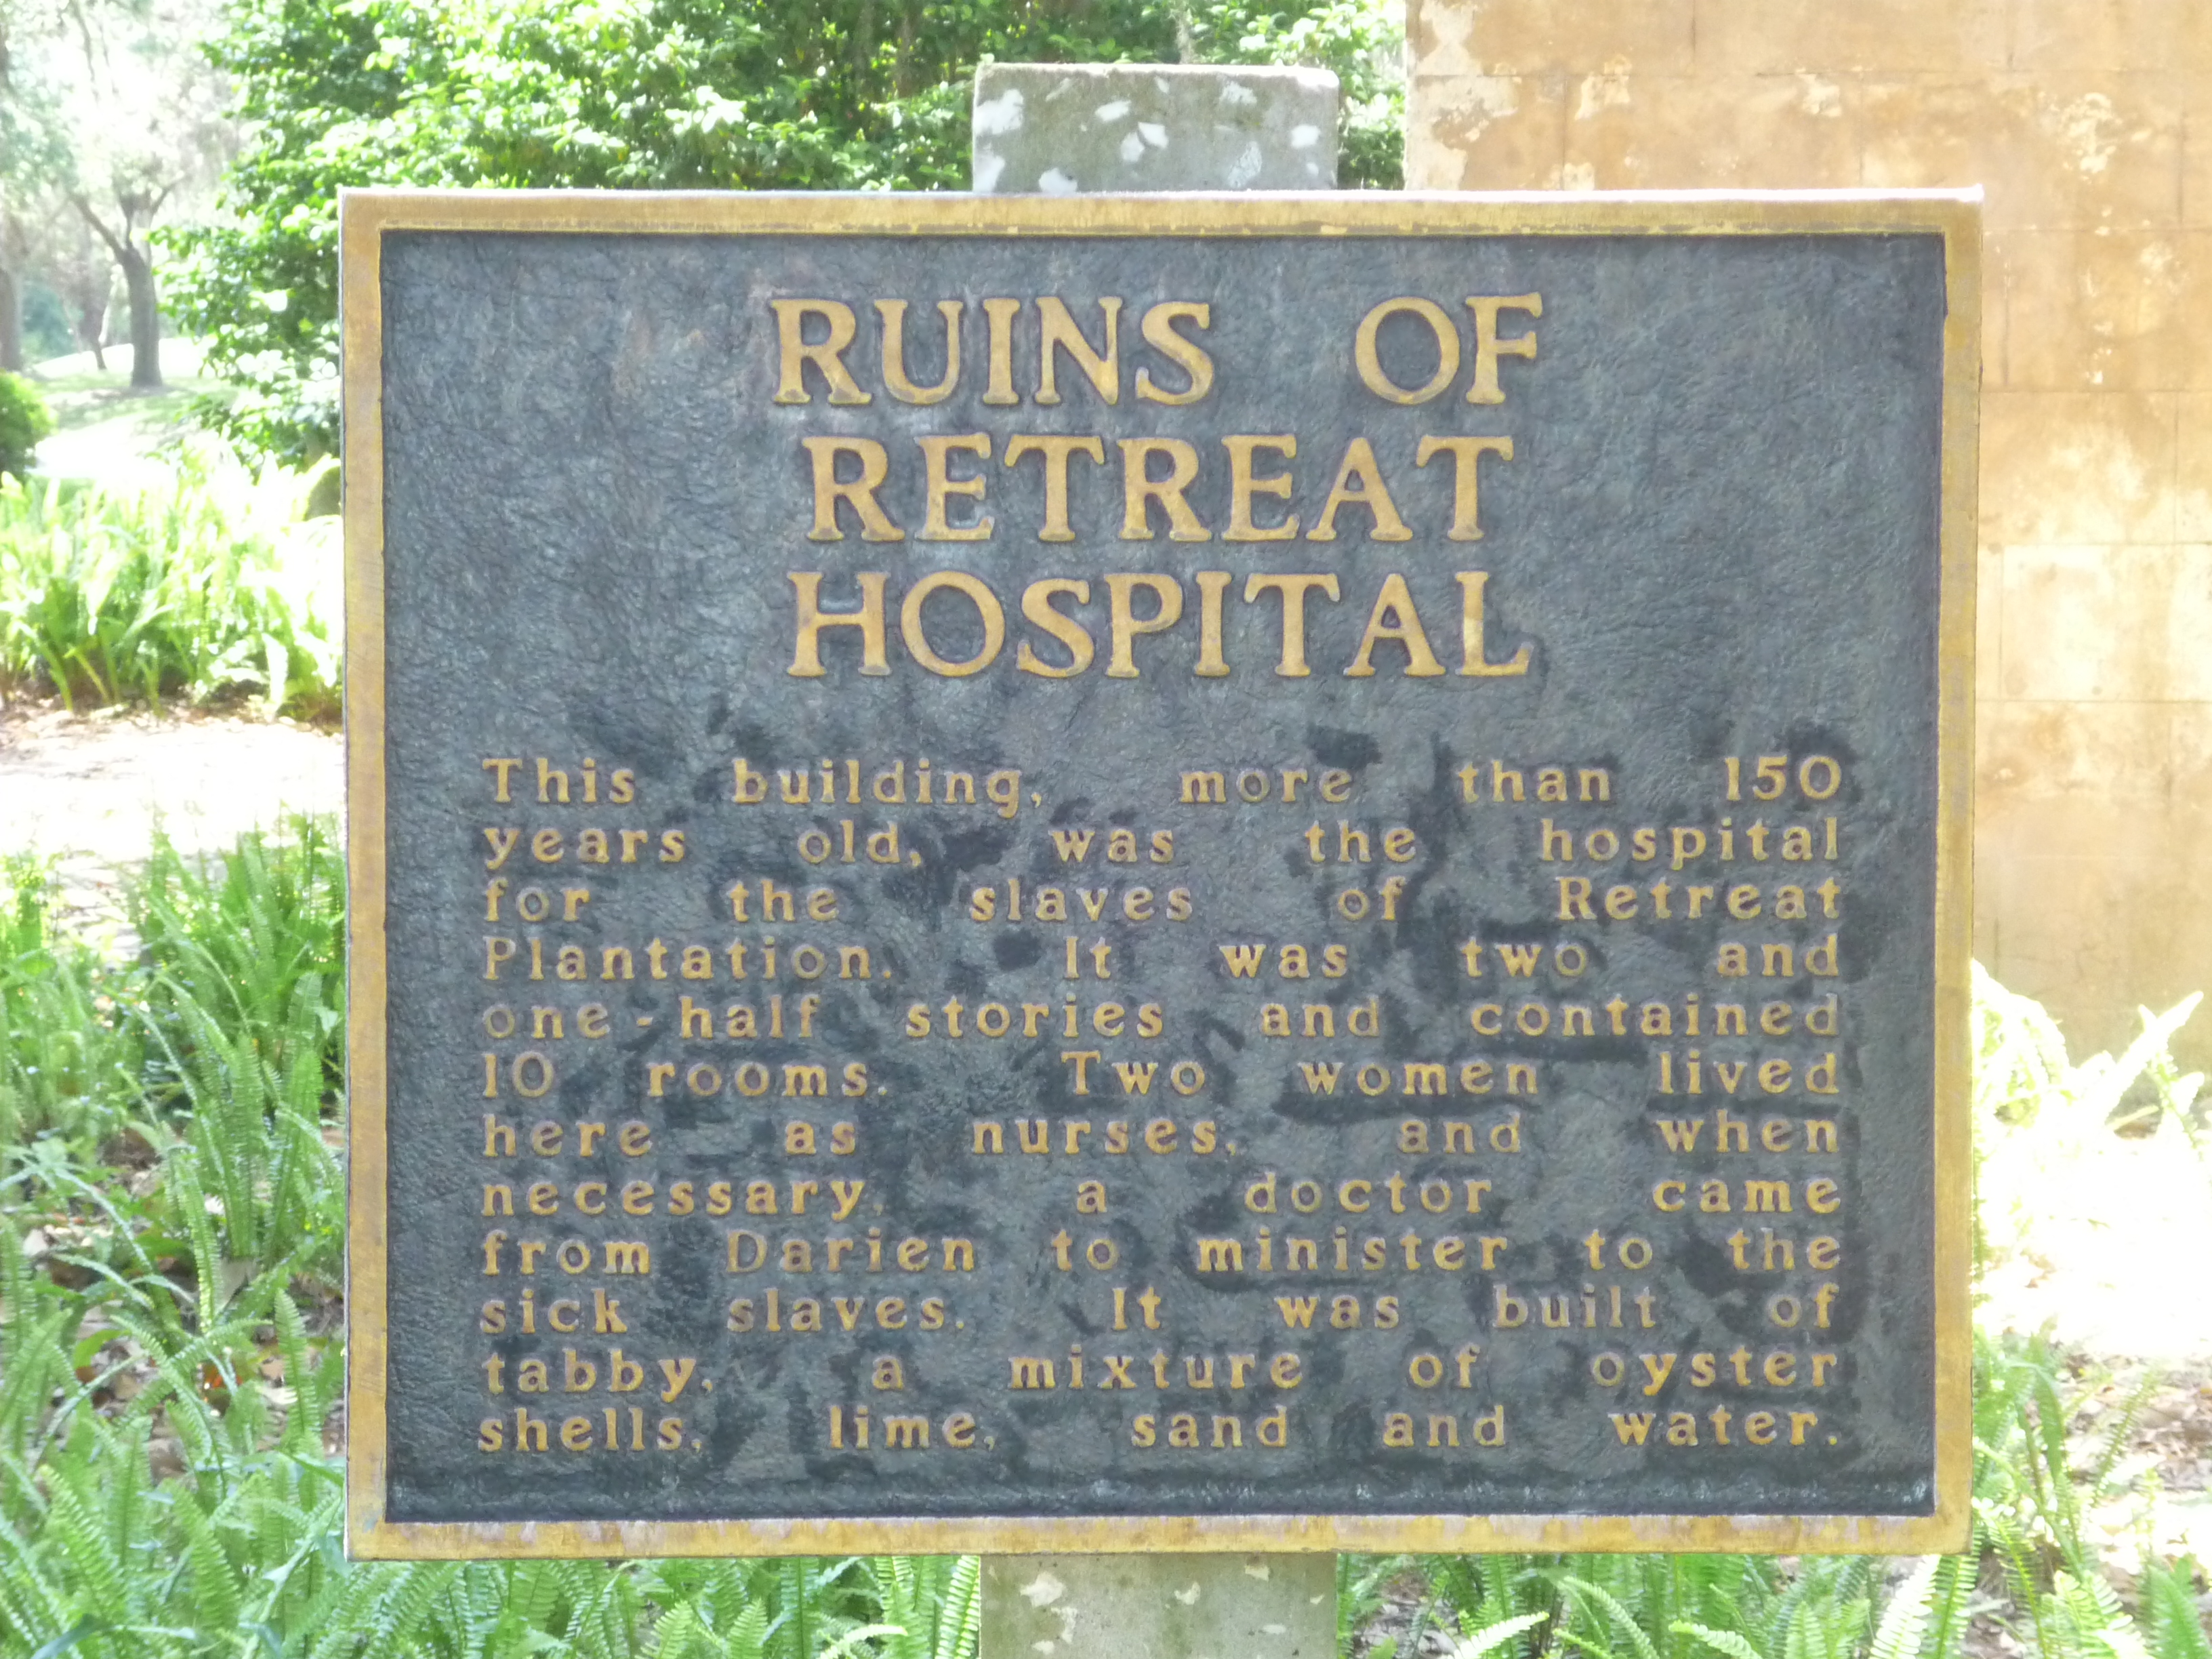 RUINS OF
RETREAT
HOSPITAL
This building, more than 150
years old, was the hospital
for the slaves of Retreat
Plantation. It was two and
one-half stories and contained
10 rooms. Two women lived
here as nurses, and when
necessary, a doctor came
from Darien to minister to the
sick slaves. It was built of
tabby, a mixture of oyster
shells, lime, sand and water.